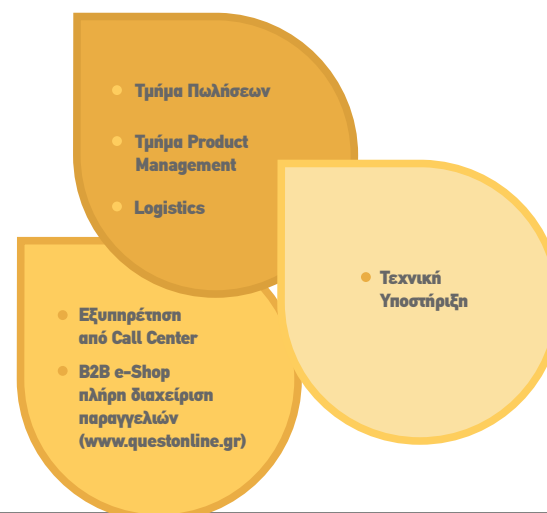 Τμήμα Πωλήσεων
Τμήμα Product
Management
Logistics
Τεχνική
Υποστήριξη
Εξυπηρέτηση
από Call Center
B2B e-Shop
πλήρη διαχείριση
παραγγελιών
(www.questonline.gr)